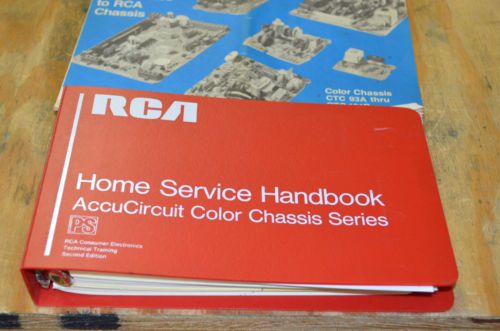 to RCA
Chassis
Color Chassis
CTC 93A thru
RCA
Home Service Handbook
AccuCircuit Color Chassis Series
PS
RCA Consumer Electronics
Technical Training
Second Edition